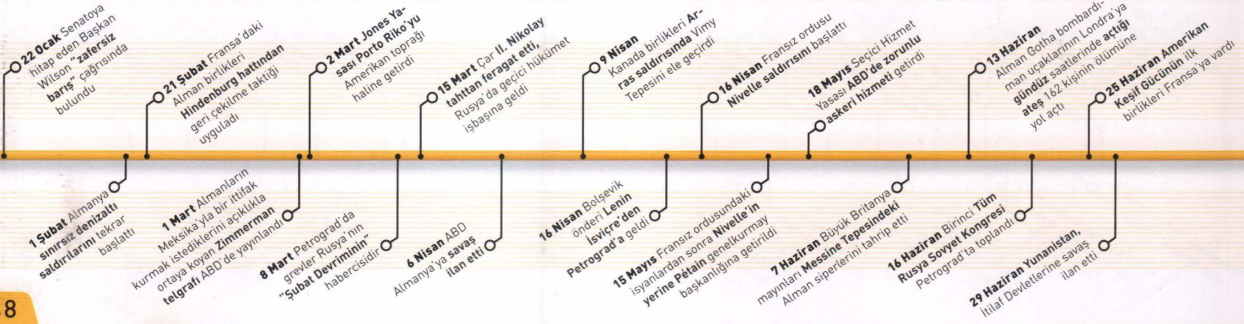 22 Ocak Senatoya
hitap eden Başkan
Wilson "zafersiz
barış" çağrısında
bulundu
21 Şubat Fransa'daki
Alman birlikleri
Hindenburg hattından
geri çekilme taktiği
uyguladı
2 Mart Jones Ya-
sası Porto Riko'yu
Amerikan toprağı
haline getirdi
15 Mart Çar II. Nikolay
tahttan feragat etti,
Rusya'da geçici hükümet
işbaşına geldi
9 Nisan
Kanada birlikleri Ar-
ras saldırısında Vimy
Tepesini ele geçirdi
16 Nisan Fransız ordusu
Nivelle saldırısını başlattı
18 Mayıs Seçici Hizmet
Yasası ABD'de zorunlu
askeri hizmeti getirdi
13 Haziran
Alman Gotha bombardı-
man uçaklarının Londra'ya
gündüz saatlerinde açtığı
ateş 162 kişinin ölümüne
yol açtı
25 Haziran Amerikan
Keşif Gücünün ilk
birlikleri Fransa'ya vardı
1 Şubat Almanya
sınırsız denizaltı
saldırılarını tekrar
başlattı
1 Mart Almanların
Meksika'yla bir ittifak
kurmak istediklerini açıklıkla
ortaya koyan Zimmerman
telgrafı ABD'de yayınlandı
8 Mart Petrograd'da
grevler Rusya'nın
"Şubat Devriminin"
habercisidir
6 Nisan ABD
Almanya'ya savaş
ilan etti
16 Nisan Bolşevik
önderi Lenin
İsviçre'den
Petrograd'a geldi
15 Mayıs Fransız ordusundaki
isyanlardan sonra Nivelle'in
yerine Pétain genelkurmay
başkanlığına getirildi
7 Haziran Büyük Britanya
mayınları Messine Tepesindeki
Alman siperlerini tahrip etti
16 Haziran Birinci Tüm
Rusya Sovyet Kongresi
Petrograd'ta toplandı
29 Haziran Yunanistan,
İtilaf Devletlerine savaş
ilan etti
8